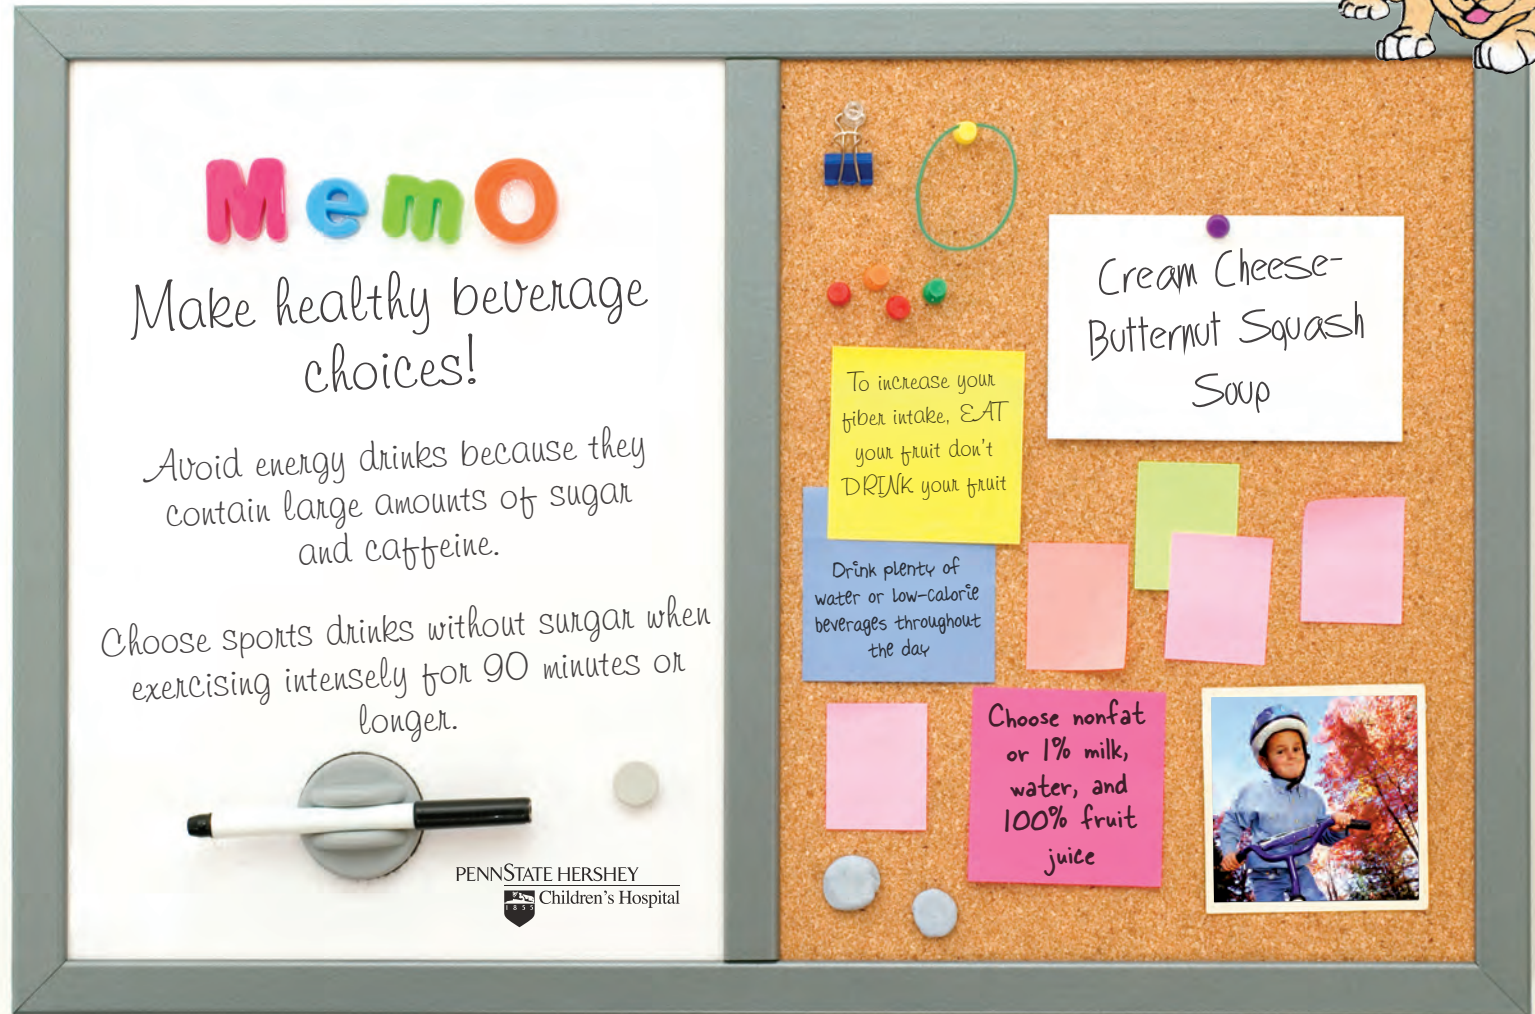 Memo
Make healthy beverage
choices!
Avoid energy drinks because they
contain large amounts of sugar
and caffeine.
Choose sports drinks without surgar when
exercising intensely for 90 minutes or
longer.
PENNSTATE HERSHEY
1855
Children's Hospital
Cream Cheese-
Butternut Squash
Soup
To increase your
fiber intake, EAT
your fruit don't
DRINK your fruit
Drink plenty of
water or low-calorie
beverages throughout
the day
Choose nonfat
or 1% milk,
water, and
100% fruit
juice